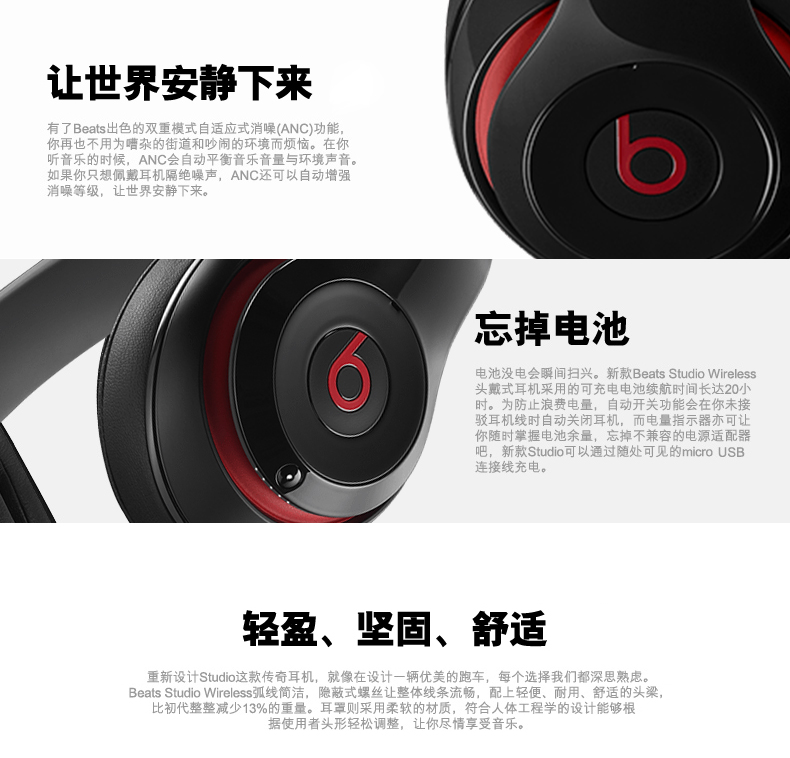 让世界安静下来
有了Beats出色的双重模式自适应式消噪(ANC)功能，
你再也不用为嘈杂的街道和吵闹的环境而烦恼。在你
听音乐的时候，ANC会自动平衡音乐音量与环境声音。
如果你只想佩戴耳机隔绝噪声，ANC还可以自动增强
消噪等级，让世界安静下来。
忘掉电池
电池没电会瞬间扫兴。新款Beats Studio Wireless
头戴式耳机采用的可充电电池续航时间长达20小
时。为防止浪费电量，自动开关功能会在你未接
驳耳机线时自动关闭耳机，而电量指示器亦可让
你随时掌握电池余量，忘掉不兼容的电源适配器
吧，新款Studio可以通过随处可见的micro USB
连接线充电。
轻盈、坚固、舒适
重新设计Studio这款传奇耳机，就像在设计一辆优美的跑车，每个选择我们都深思熟虑。
Beats Studio Wireless弧线简洁，隐蔽式螺丝让整体线条流畅，配上轻便、耐用、舒适的头梁，
比初代整整减少13%的重量。耳罩则采用柔软的材质，符合人体工程学的设计能够根
据使用者头形轻松调整，让你尽情享受音乐。